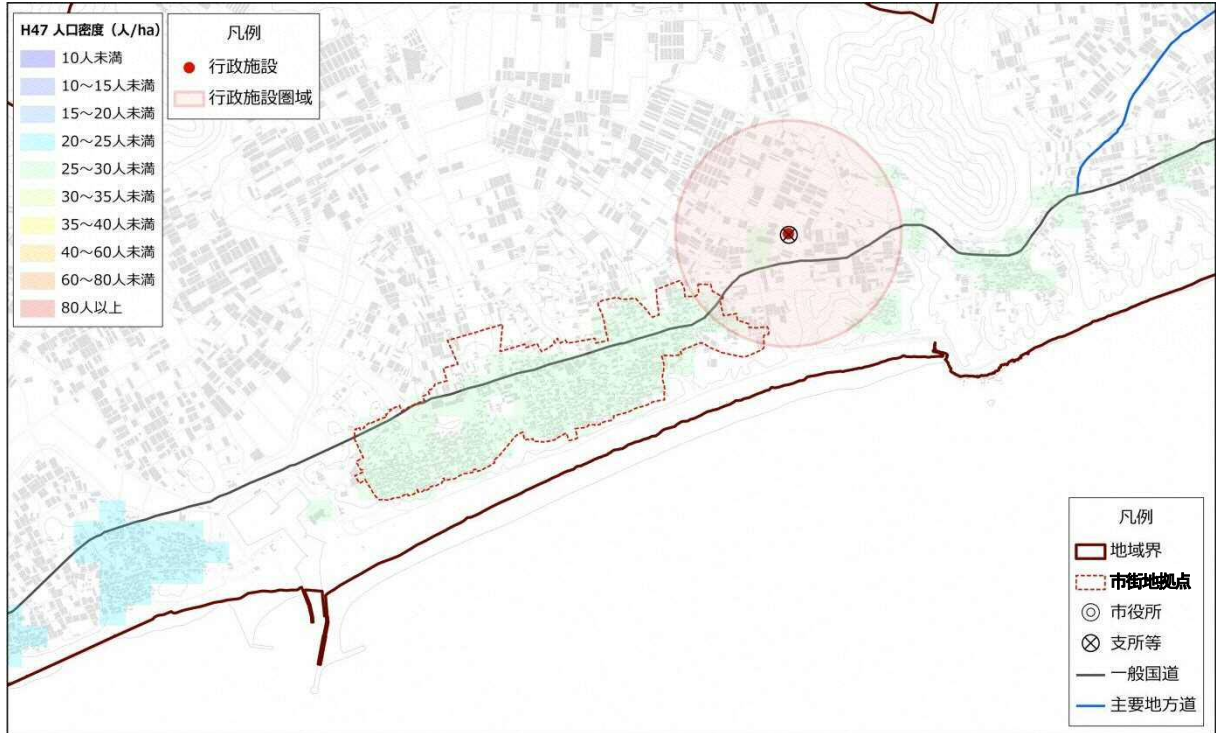 H47 人口密度（人/ha）
10人未満
10～15人未満
15～20人未満
20～25人未満
25～30人未満
30～35人未満
35～40人未満
40～60人未満
60～80人未満
80人以上
凡例
行政施設
行政施設圏域
凡例
地域界
市街地拠点
市役所
支所等
一般国道
主要地方道